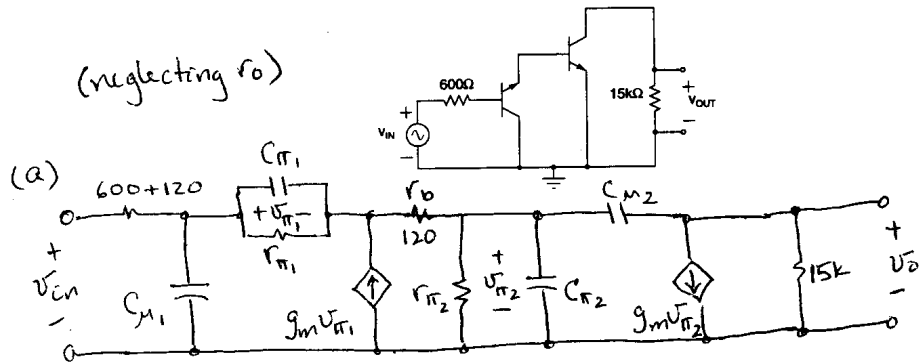 (neglecting ro)
600Ω
15kΩ
+
VOUT
-
+
VIN
-
(a)
600+120
Cπ1
+ vπ1 -
rπ1
rb
120
Cμ2
+
vin
-
Cμ1
gmvπ1
rπ2
+
vπ2
-
Cπ2
gmvπ2
15k
+
vo
-